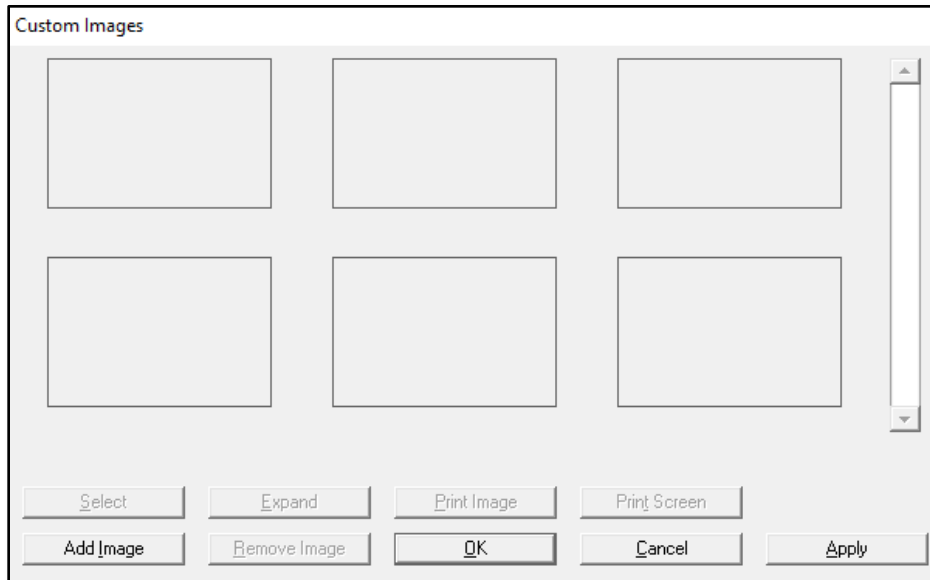 Custom Images
Select Expand Print Image Print Screen
Add Image Remove Image OK Cancel Apply